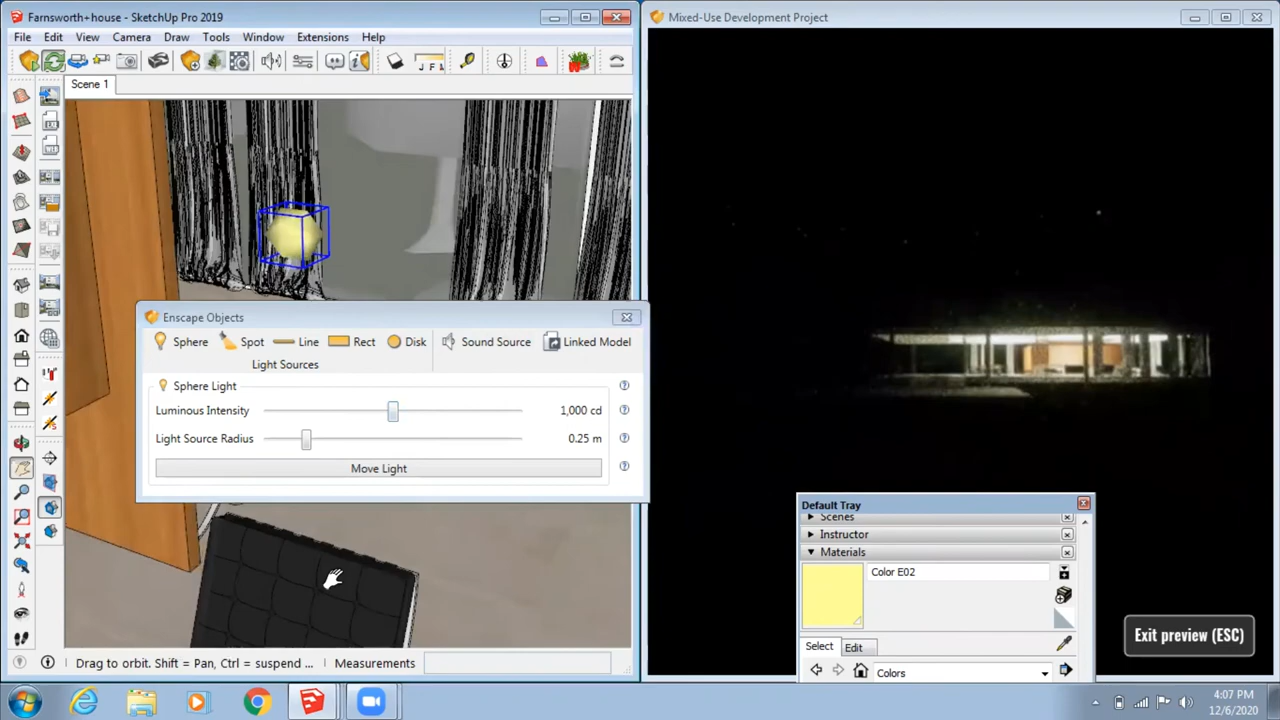 Farnsworth+house - SketchUp Pro 2019
Mixed-Use Development Project
File Edit View Camera Draw Tools Window Extensions Help
J F L
Scene 1
Enscape Objects
Sphere Spot Line Rect Disk Sound Source Linked Model
Light Sources
Sphere Light
Luminous Intensity 1,000 cd
Light Source Radius 0.25 m
Move Light
Default Tray
Scenes
Instructor
Materials
Color E02
Select Edit
Colors
Exit preview (ESC)
Drag to orbit. Shift = Pan, Ctrl = suspend ... Measurements
4:07 PM
12/6/2020